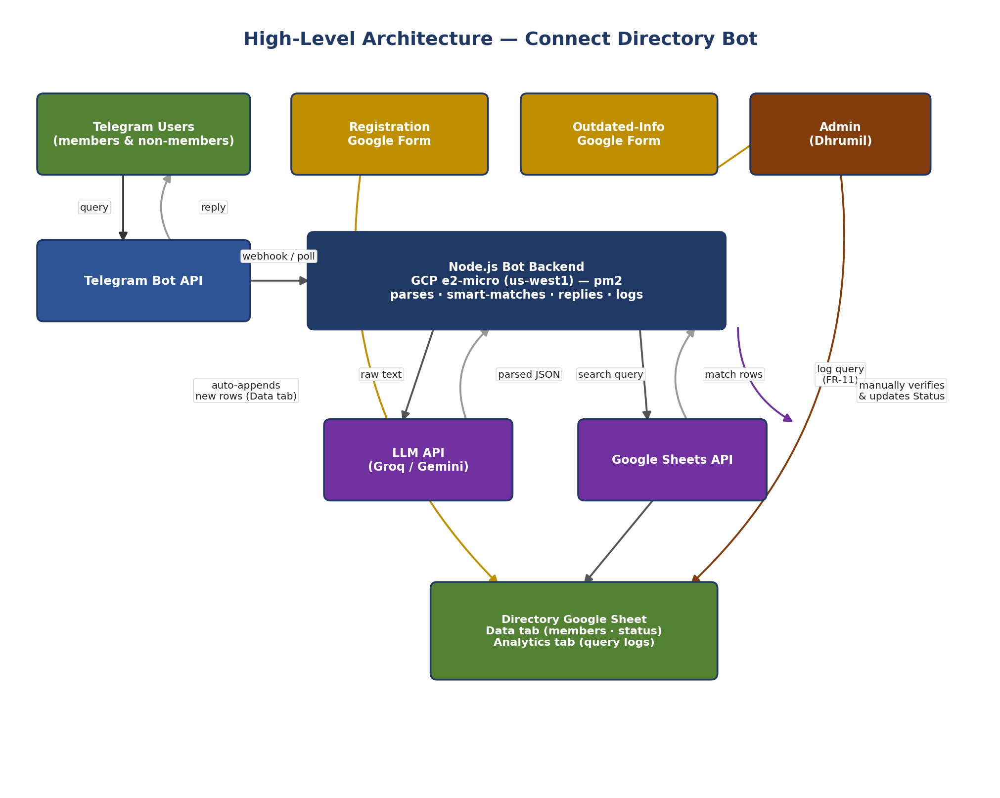 High-Level Architecture — Connect Directory Bot
Telegram Users
(members & non-members)
Registration
Google Form
Outdated-Info
Google Form
Admin
(Dhrumil)
query
reply
webhook / poll
Telegram Bot API
Node.js Bot Backend
GCP e2-micro (us-west1) — pm2
parses · smart-matches · replies · logs
auto-appends
new rows (Data tab)
raw text
parsed JSON
search query
match rows
log query
(FR-11)
manually verifies
& updates Status
LLM API
(Groq / Gemini)
Google Sheets API
Directory Google Sheet
Data tab (members · status)
Analytics tab (query logs)